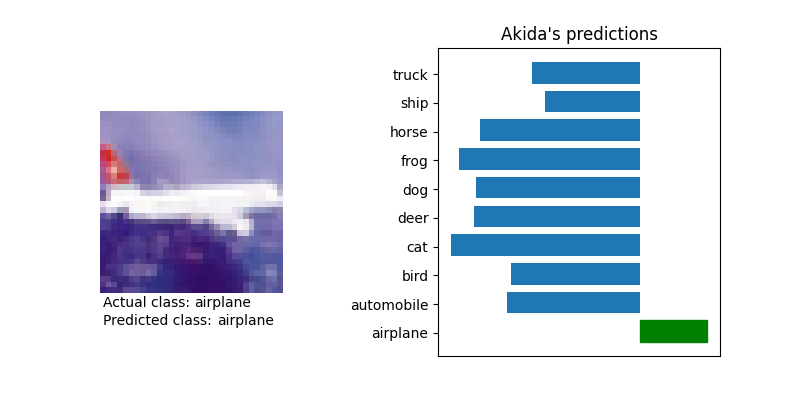 Akida's predictions
truck
ship
horse
frog
dog
deer
cat
bird
automobile
airplane
Actual class: airplane
Predicted class: airplane